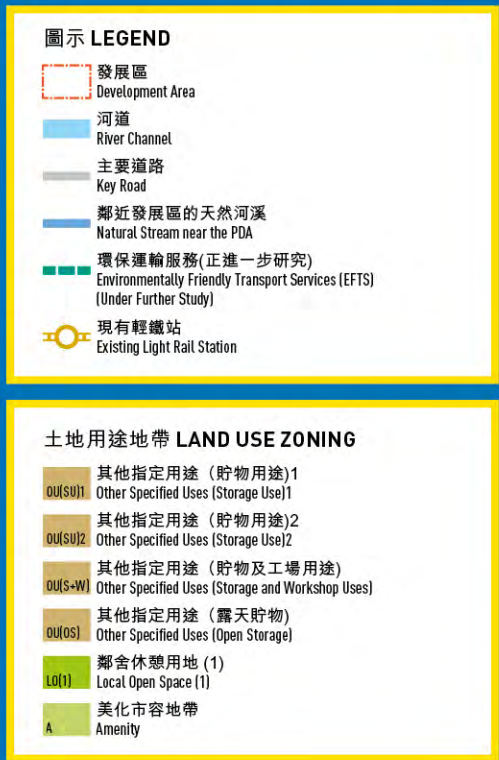 圖示 LEGEND
發展區
Development Area
河道
River Channel
主要道路
Key Road
鄰近發展區的天然河溪
Natural Stream near the PDA
環保運輸服務(正進一步研究)
Environmentally Friendly Transport Services (EFTS)
(Under Further Study)
現有輕鐵站
Existing Light Rail Station
土地用途地帶 LAND USE ZONING
其他指定用途（貯物用途)1
OU(SU)1 Other Specified Uses (Storage Use)1
其他指定用途（貯物用途)2
OU(SU)2 Other Specified Uses (Storage Use)2
其他指定用途（貯物及工場用途)
OU(S+W) Other Specified Uses (Storage and Workshop Uses)
其他指定用途（露天貯物)
OU(OS) Other Specified Uses (Open Storage)
鄰舍休憩用地 (1)
LO(1) Local Open Space (1)
美化市容地帶
A Amenity